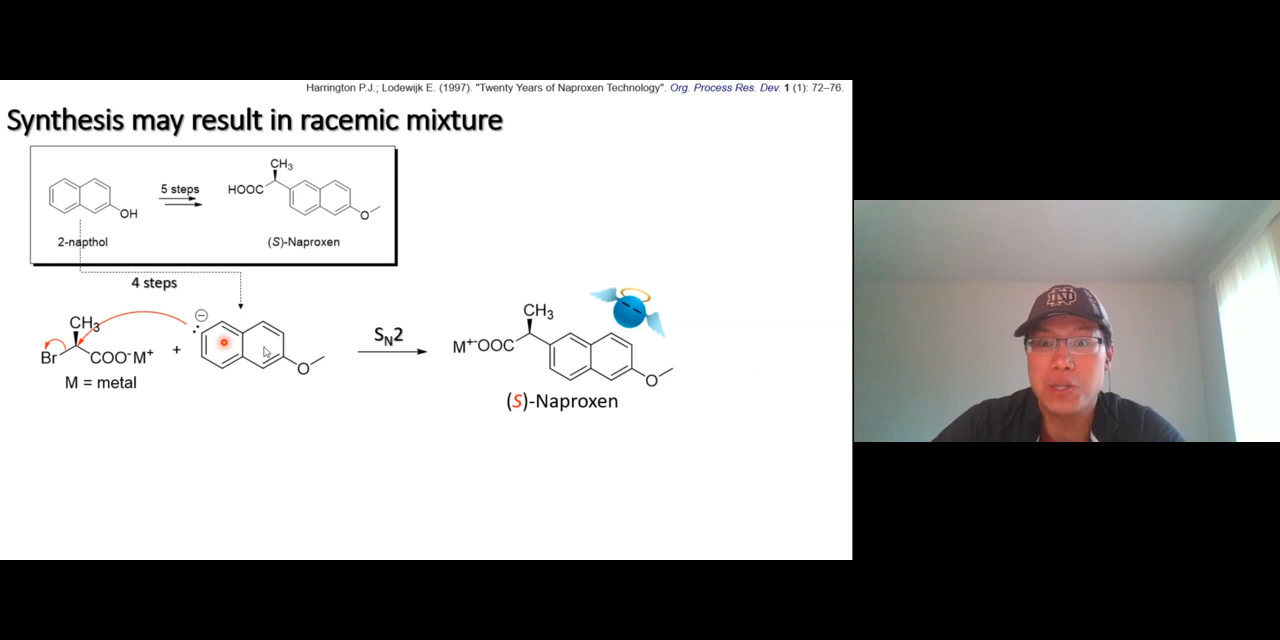 Harrington P.J.; Lodewijk E. (1997). "Twenty Years of Naproxen Technology". Org. Process Res. Dev. 1 (1): 72–76.
Synthesis may result in racemic mixture
CH3
5 steps
HOOC
OH
O
2-napthol
(S)-Naproxen
4 steps
CH3
Br
COO-M+
+
O
M = metal
SN2
CH3
M+-OOC
O
(S)-Naproxen
ND